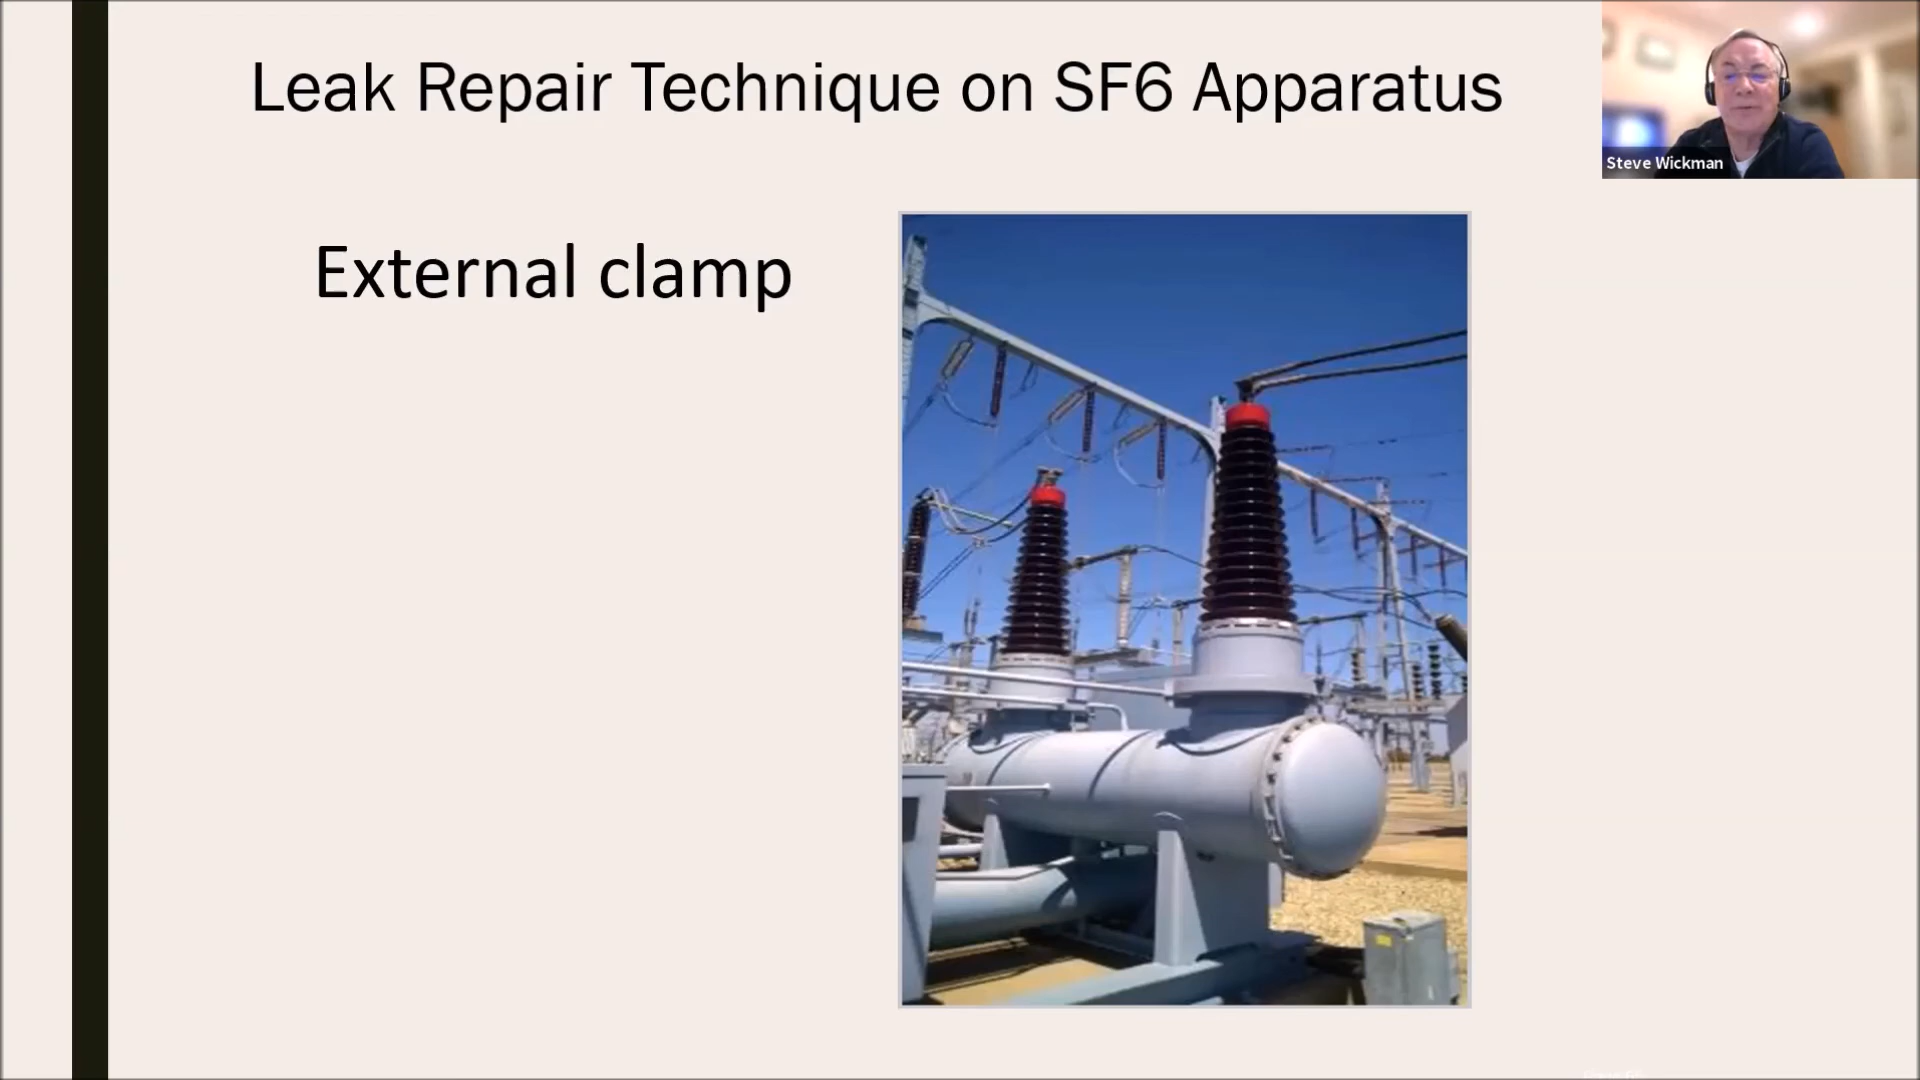 Leak Repair Technique on SF6 Apparatus
Steve Wickman
External clamp